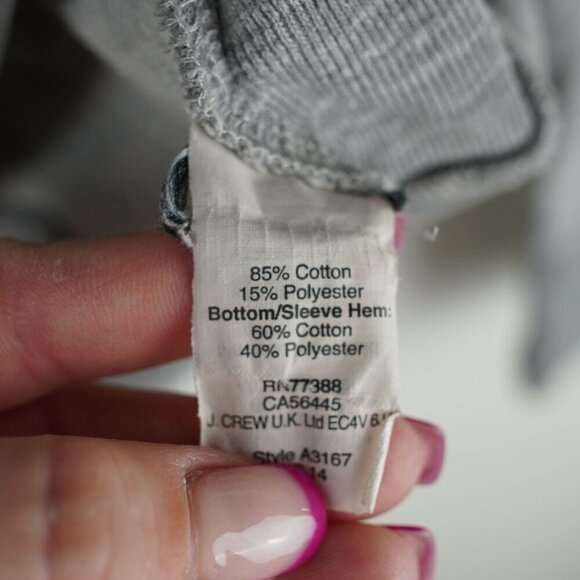 85% Cotton
15% Polyester
Bottom/Sleeve Hem:
60% Cotton
40% Polyester
RN77388
CA56445
J. CREW U.K. Ltd EC4V
Style A3167